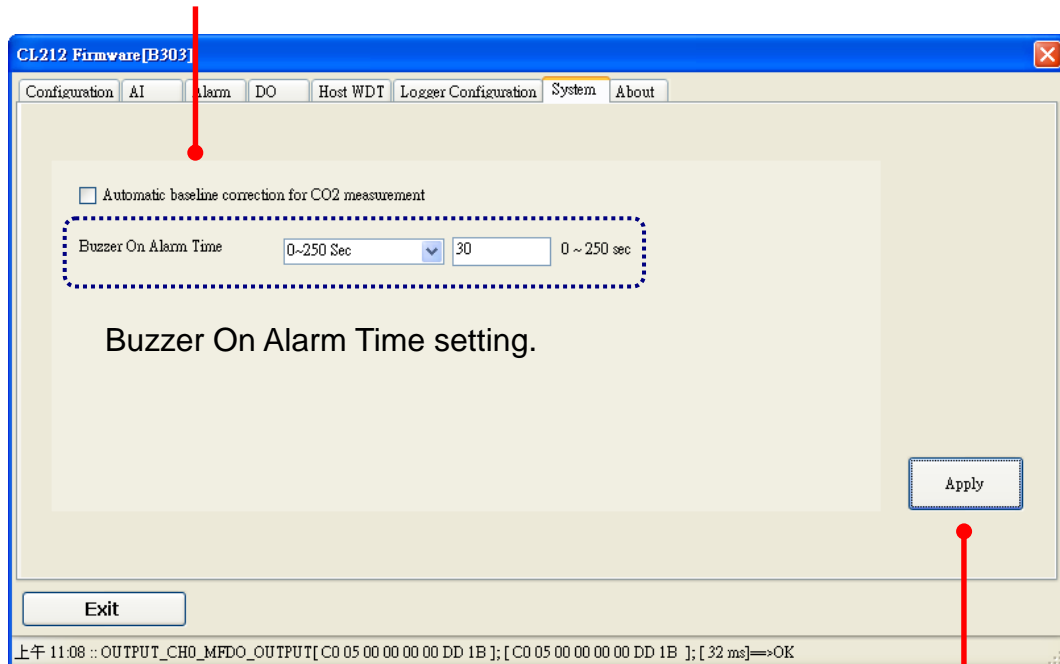 CL212 Firmware[B303]
Configuration AI Alarm DO Host WDT Logger Configuration System About
Automatic baseline correction for CO2 measurement
Buzzer On Alarm Time 0~250 Sec 30 0 ~ 250 sec
Buzzer On Alarm Time setting.
Apply
Exit
上午 11:08 :: OUTPUT_CH0_MFDO_OUTPUT[ C0 05 00 00 00 00 DD 1B ]; [ C0 05 00 00 00 00 DD 1B ]; [ 32 ms]==>OK